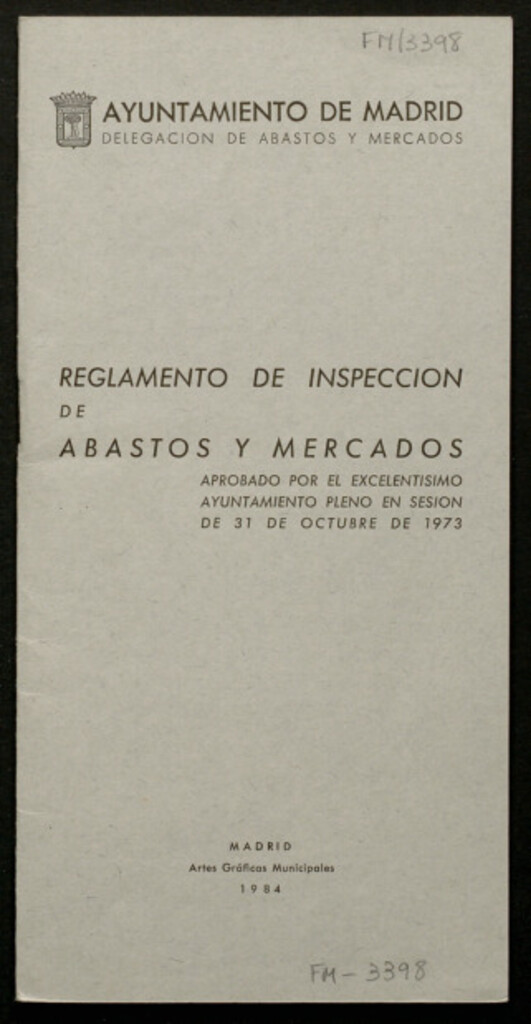 FM/3398
AYUNTAMIENTO DE MADRID
DELEGACION DE ABASTOS Y MERCADOS
REGLAMENTO DE INSPECCION
DE
ABASTOS Y MERCADOS
APROBADO POR EL EXCELENTISIMO
AYUNTAMIENTO PLENO EN SESION
DE 31 DE OCTUBRE DE 1973
MADRID
Artes Gráficas Municipales
1984
FM-3398